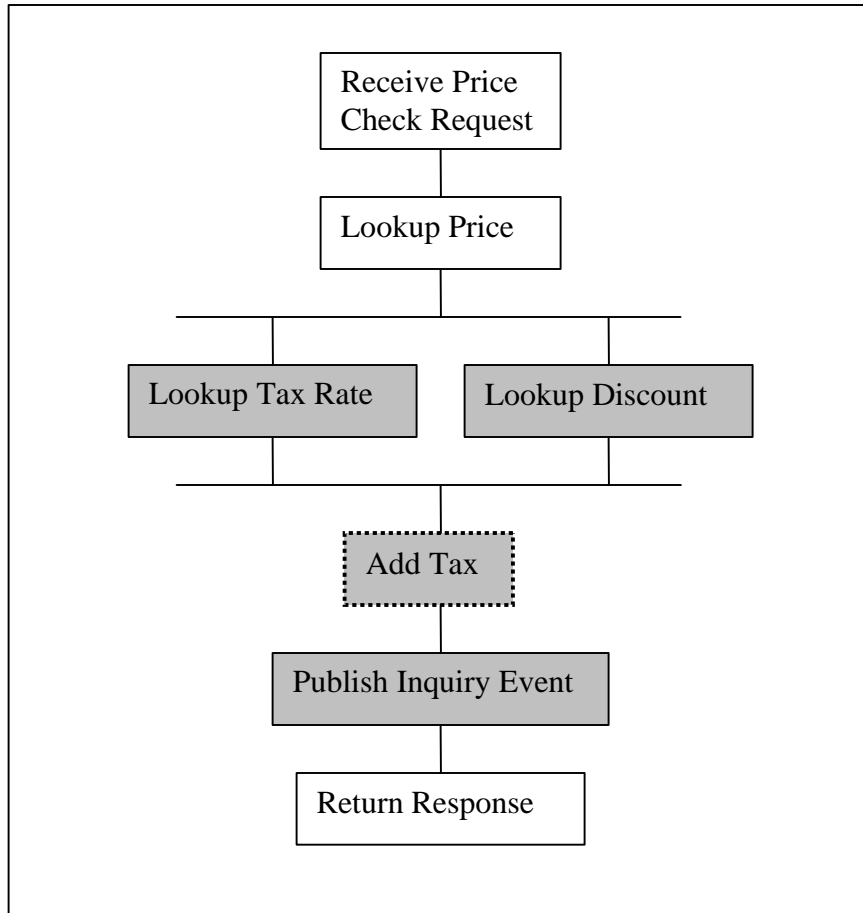 Receive Price
Check Request
Lookup Price
Lookup Tax Rate
Lookup Discount
Add Tax
Publish Inquiry Event
Return Response